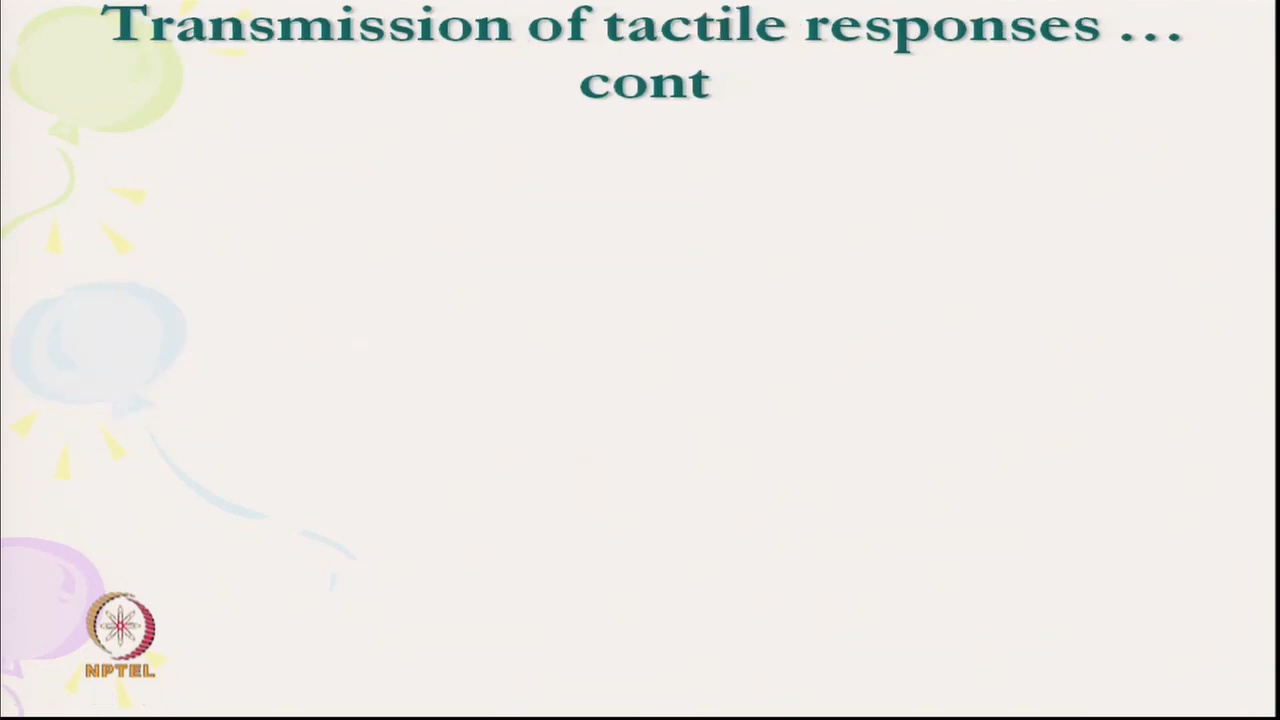 Transmission of tactile responses …
cont
NPTEL